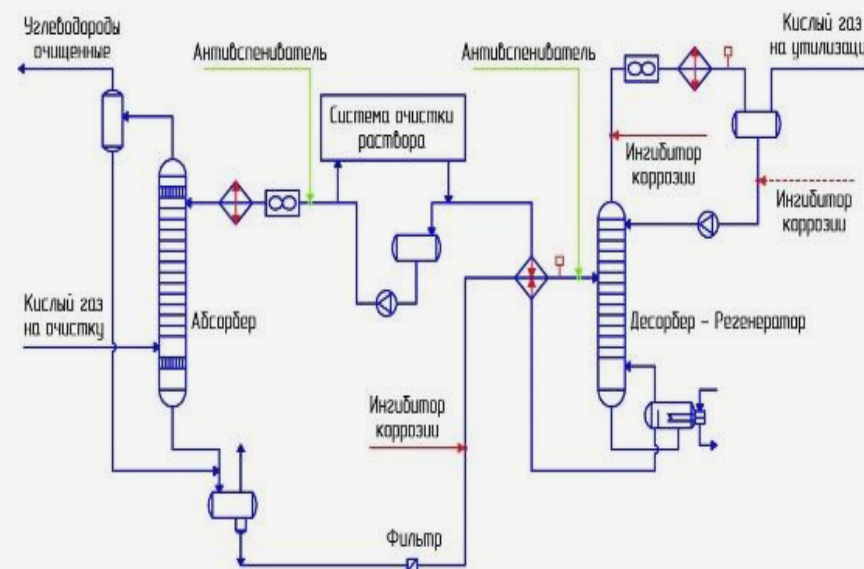 Углеводороды
очищенные
Антивспениватель
Антивспениватель
Кислый газ
на утилизаци
Система очистки
раствора
Ингибитор
коррозии
Ингибитор
коррозии
Кислый газ
на очистку
Абсорбер
Десорбер – Регенератор
Ингибитор
коррозии
Фильтр